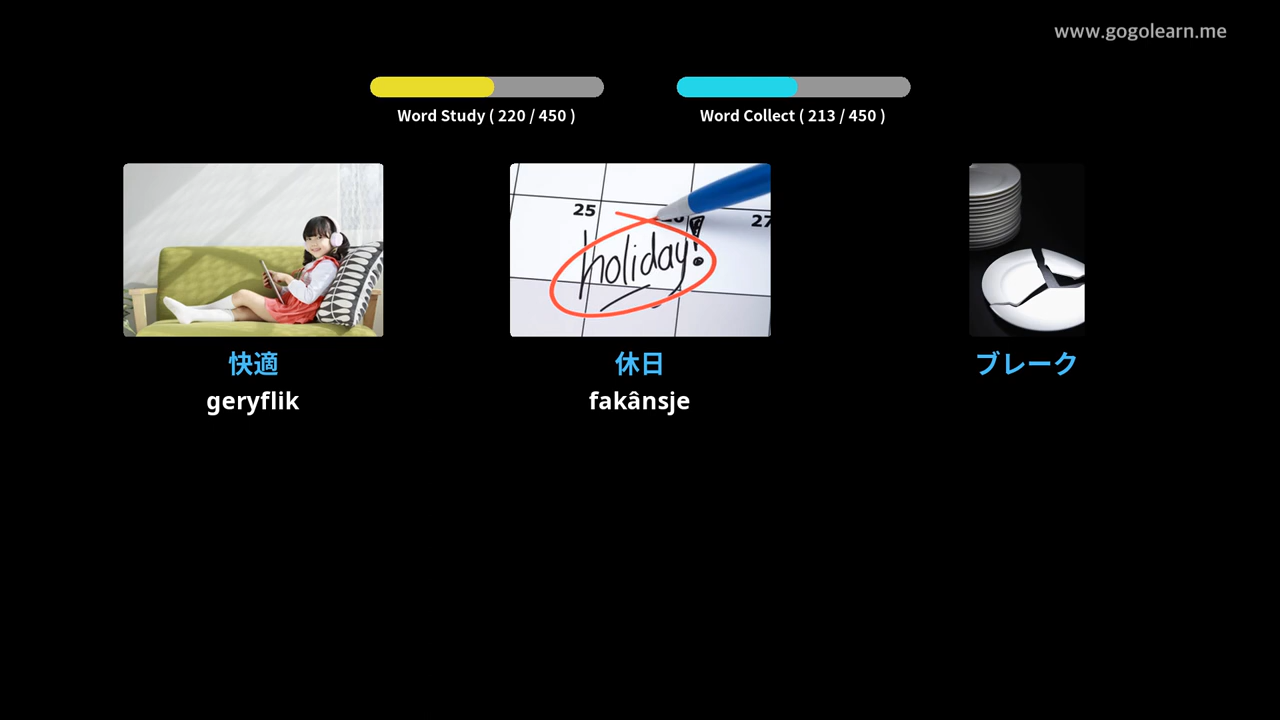 www.gogolearn.me
Word Study ( 220 / 450 )
Word Collect ( 213 / 450 )
25
27
holiday!
快適
休日
ブレーク
geryflik
fakânsje